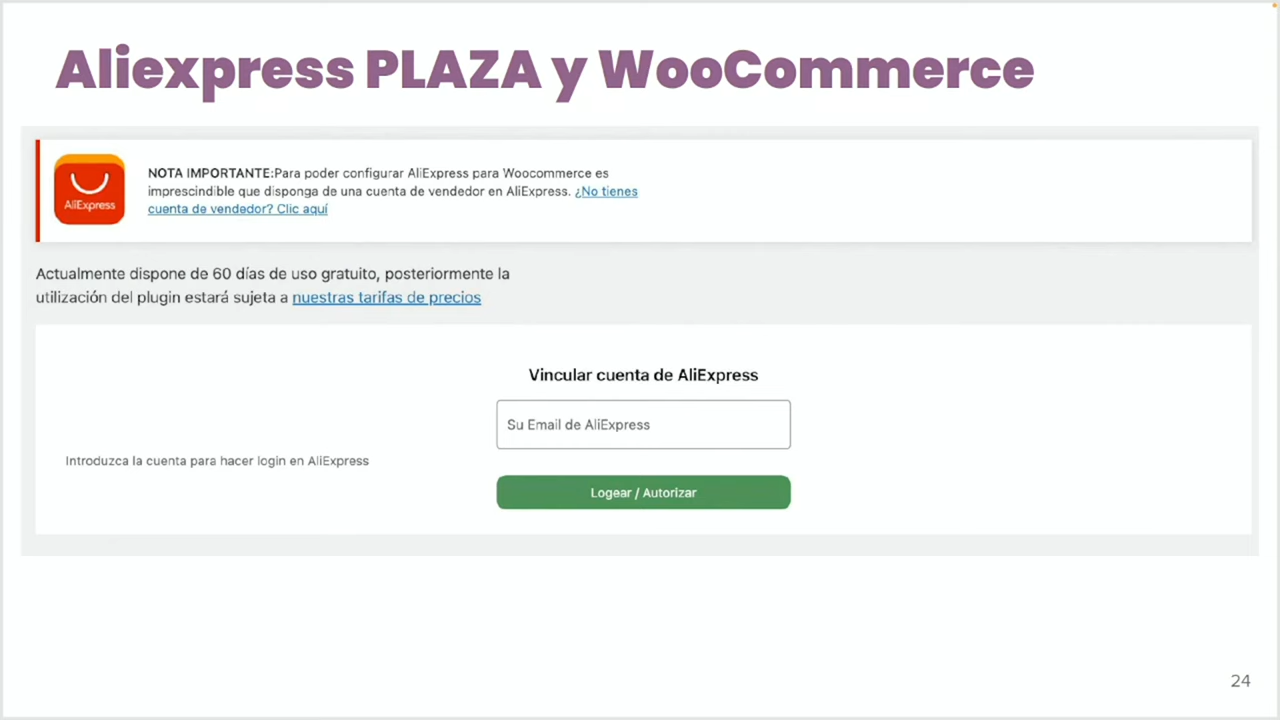 Aliexpress PLAZA y WooCommerce
NOTA IMPORTANTE:Para poder configurar AliExpress para Woocommerce es
imprescindible que disponga de una cuenta de vendedor en AliExpress. ¿No tienes
cuenta de vendedor? Clic aquí
AliExpress
Actualmente dispone de 60 días de uso gratuito, posteriormente la
utilización del plugin estará sujeta a nuestras tarifas de precios
Vincular cuenta de AliExpress
Su Email de AliExpress
Introduzca la cuenta para hacer login en AliExpress
Logear / Autorizar
24